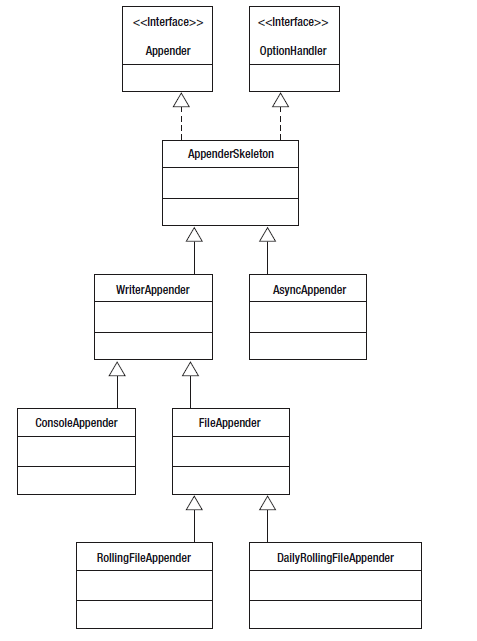 <<Interface>>
Appender
<<Interface>>
OptionHandler
AppenderSkeleton
WriterAppender
AsyncAppender
ConsoleAppender
FileAppender
RollingFileAppender
DailyRollingFileAppender